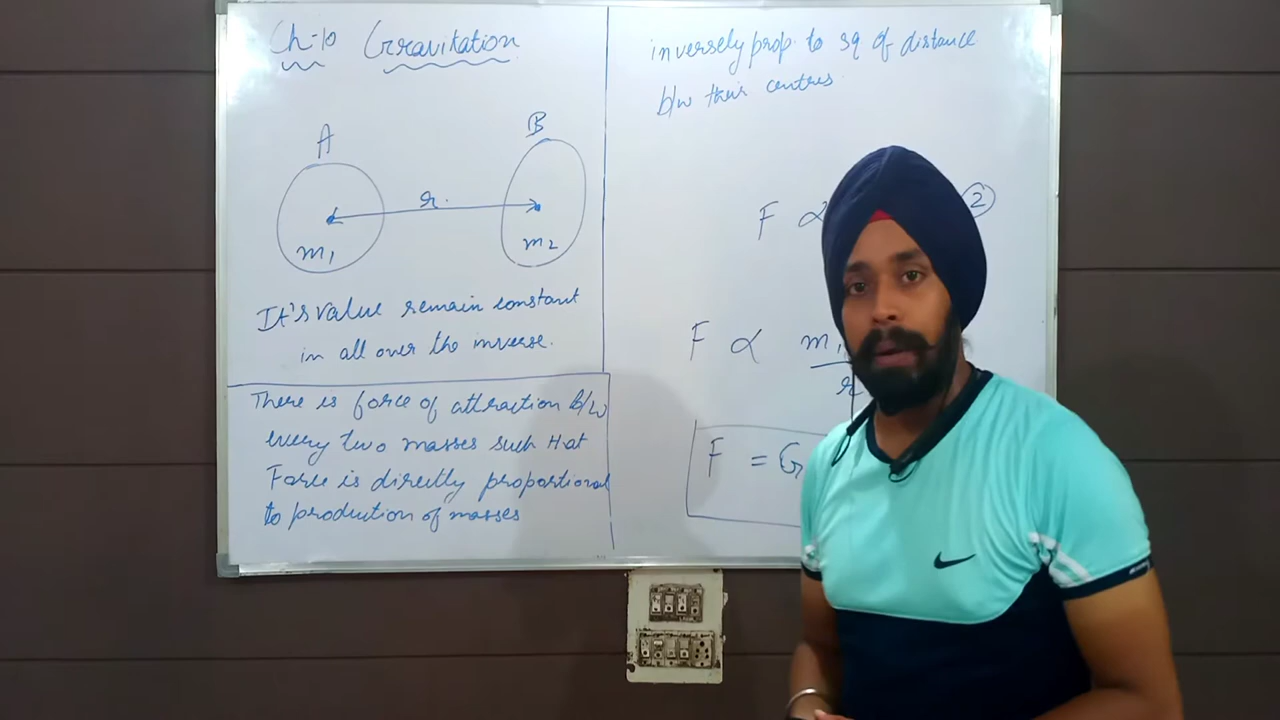 Ch-10 Gravitation
A
B
r
m1
m2
It's value remain constant
in all over the inverse.
There is force of attraction b/w
every two masses such that
Force is directly proportional
to production of masses
inversely prop. to sq of distance
b/w their centres
F ∝
2
F ∝ m1
r
F = G